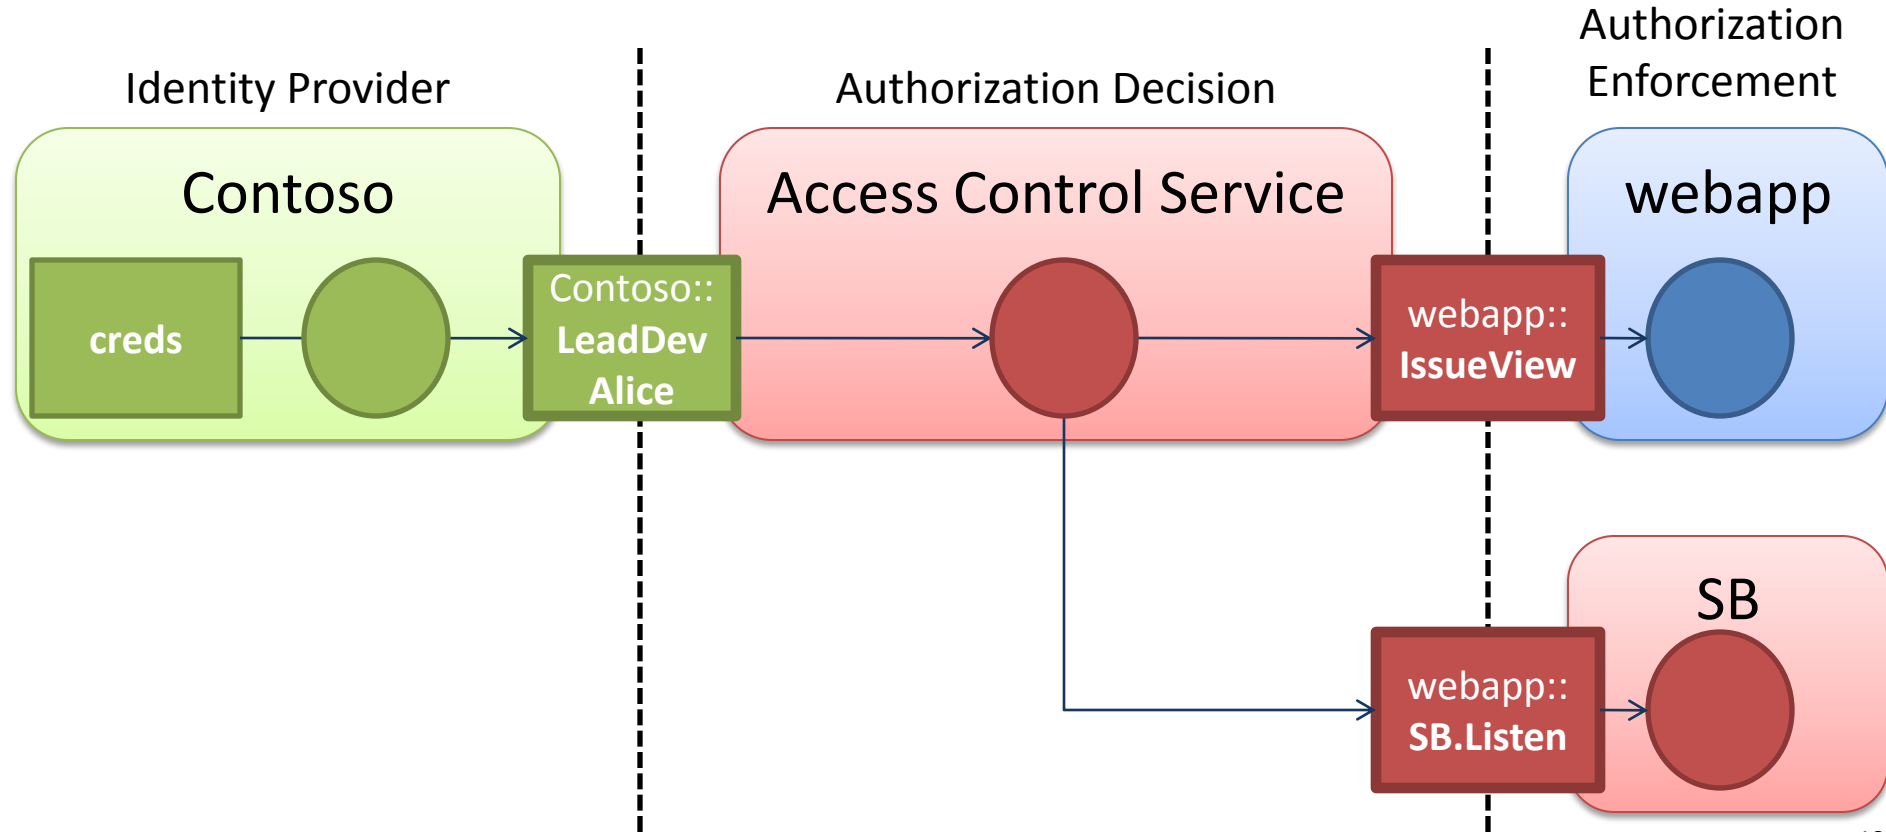 Identity Provider
Authorization Decision
Authorization
Enforcement
Contoso
Access Control Service
webapp
creds
Contoso::
LeadDev
Alice
webapp::
IssueView
SB
webapp::
SB.Listen